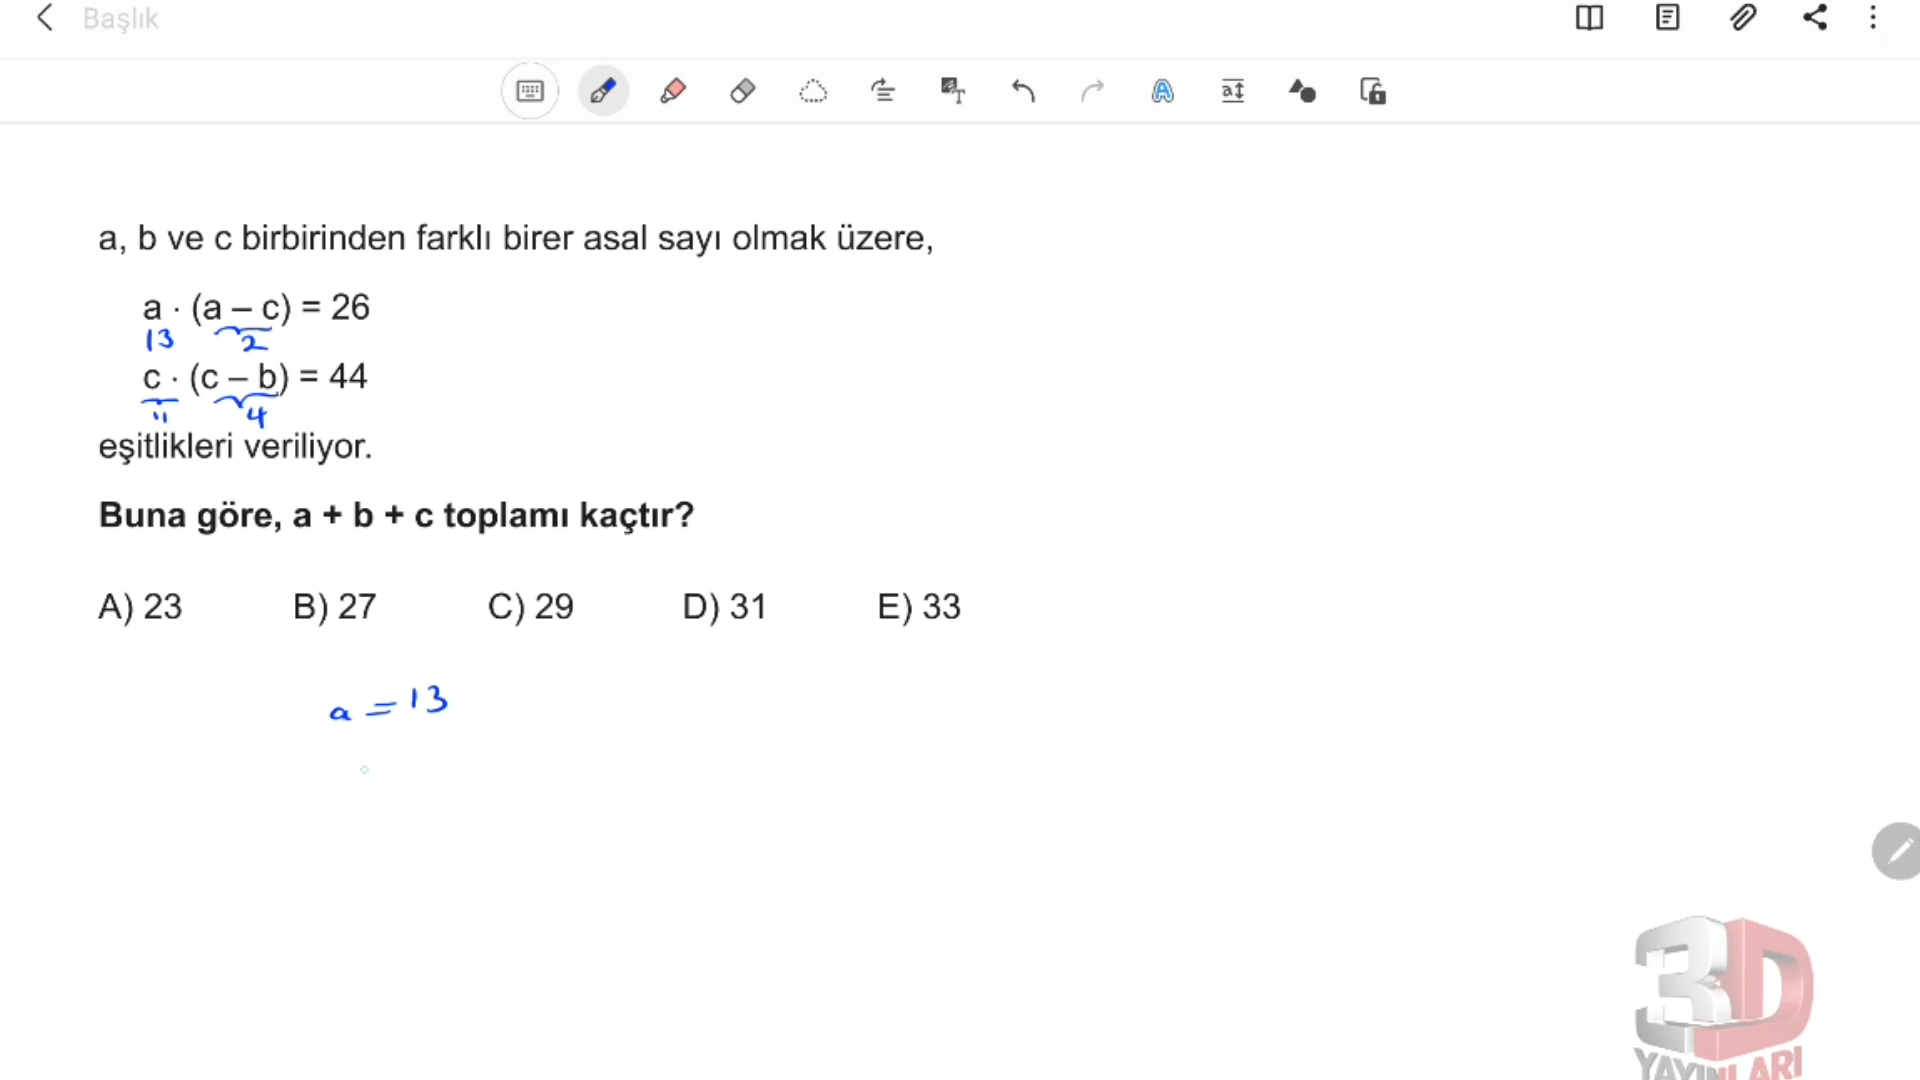 Başlık
a, b ve c birbirinden farklı birer asal sayı olmak üzere,
a · (a – c) = 26
13 2
c · (c – b) = 44
11 4
eşitlikleri veriliyor.
Buna göre, a + b + c toplamı kaçtır?
A) 23 B) 27 C) 29 D) 31 E) 33
a = 13
3D
YAYINLARI